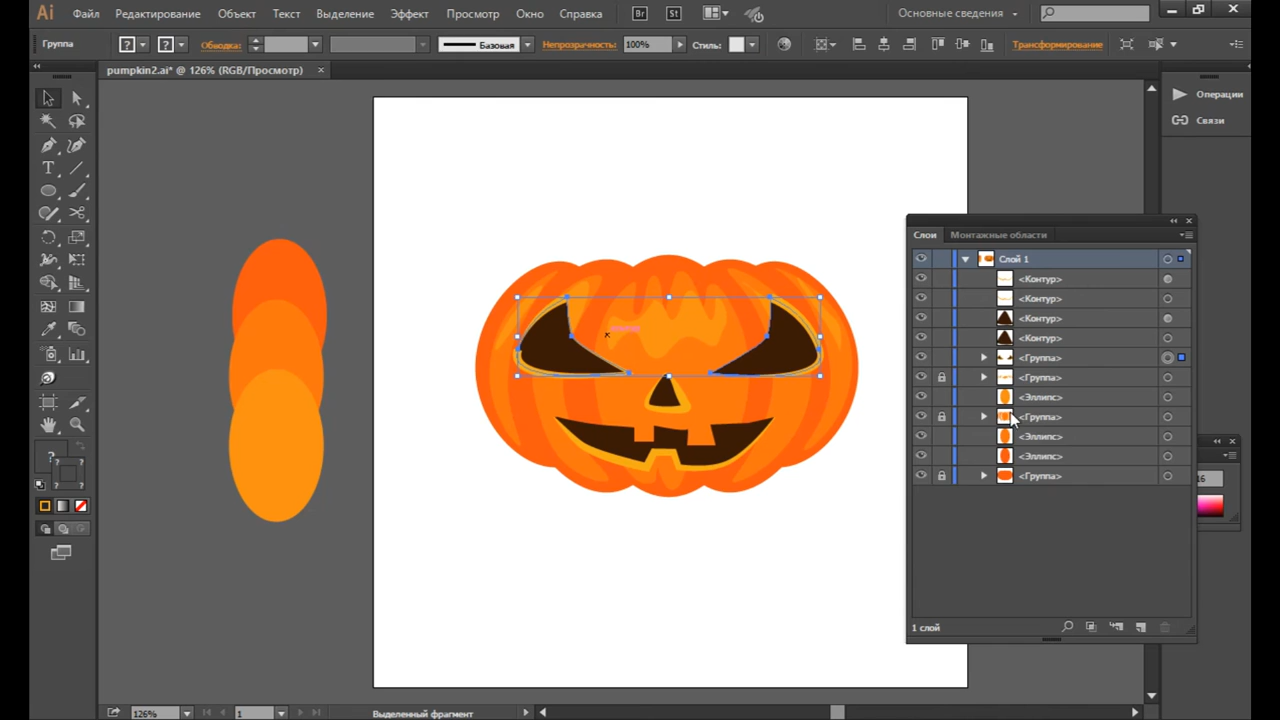 Ai Файл Редактирование Объект Текст Выделение Эффект Просмотр Окно Справка Br St Основные сведения
Группа ? ? Обводка: Базовая Непрозрачность: 100% Стиль: Трансформирование
pumpkin2.ai* @ 126% (RGB/Просмотр) ×
Операции
Связи
Слои Монтажные области
Слой 1
<Контур>
<Контур>
<Контур>
<Контур>
<Группа>
<Группа>
<Эллипс>
<Группа>
<Эллипс>
<Эллипс>
<Группа>
?
1 слой
126% 1 Выделенный фрагмент